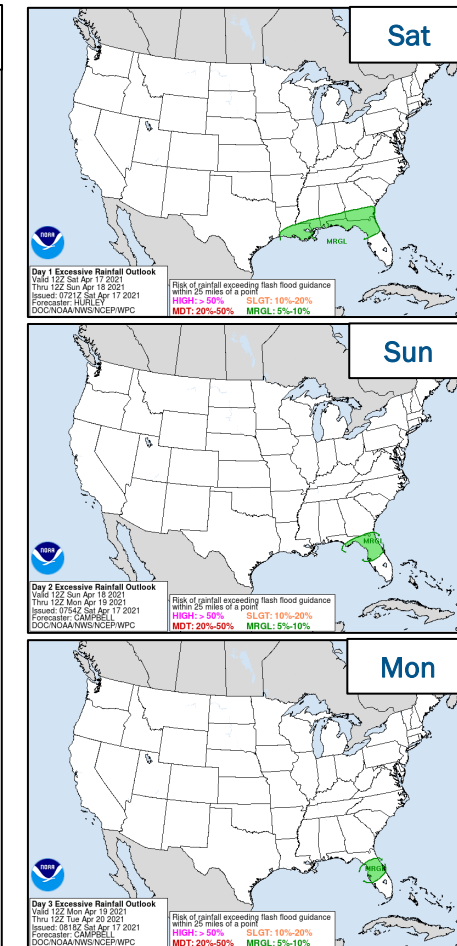 Sat
MRGL
NOAA
Day 1 Excessive Rainfall Outlook
Valid 12Z Sat Apr 17 2021
Thru 12Z Sun Apr 18 2021
Issued: 0721Z Sat Apr 17 2021
Forecaster: HURLEY
DOC/NOAA/NWS/NCEP/WPC
Risk of rainfall exceeding flash flood guidance
within 25 miles of a point
HIGH: > 50% SLGT: 10%-20%
MDT: 20%-50% MRGL: 5%-10%
Sun
MRGL
NOAA
Day 2 Excessive Rainfall Outlook
Valid 12Z Sun Apr 18 2021
Thru 12Z Mon Apr 19 2021
Issued: 0754Z Sat Apr 17 2021
Forecaster: CAMPBELL
DOC/NOAA/NWS/NCEP/WPC
Risk of rainfall exceeding flash flood guidance
within 25 miles of a point
HIGH: > 50% SLGT: 10%-20%
MDT: 20%-50% MRGL: 5%-10%
Mon
MRGL
NOAA
Day 3 Excessive Rainfall Outlook
Valid 12Z Mon Apr 19 2021
Thru 12Z Tue Apr 20 2021
Issued: 0818Z Sat Apr 17 2021
Forecaster: CAMPBELL
DOC/NOAA/NWS/NCEP/WPC
Risk of rainfall exceeding flash flood guidance
within 25 miles of a point
HIGH: > 50% SLGT: 10%-20%
MDT: 20%-50% MRGL: 5%-10%